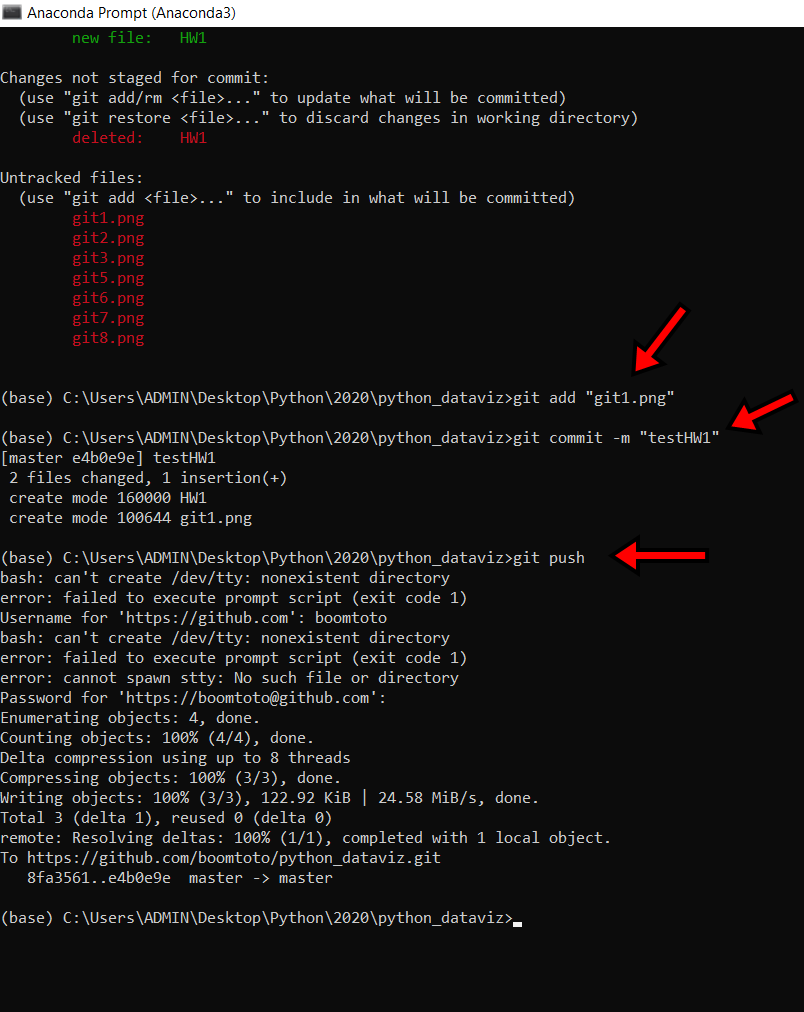 Anaconda Prompt (Anaconda3)
new file:   HW1
Changes not staged for commit:
(use "git add/rm <file>..." to update what will be committed)
(use "git restore <file>..." to discard changes in working directory)
deleted:    HW1
Untracked files:
(use "git add <file>..." to include in what will be committed)
git1.png
git2.png
git3.png
git5.png
git6.png
git7.png
git8.png
(base) C:\Users\ADMIN\Desktop\Python\2020\python_dataviz>git add "git1.png"
(base) C:\Users\ADMIN\Desktop\Python\2020\python_dataviz>git commit -m "testHW1"
[master e4b0e9e] testHW1
2 files changed, 1 insertion(+)
create mode 160000 HW1
create mode 100644 git1.png
(base) C:\Users\ADMIN\Desktop\Python\2020\python_dataviz>git push
bash: can't create /dev/tty: nonexistent directory
error: failed to execute prompt script (exit code 1)
Username for 'https://github.com': boomtoto
bash: can't create /dev/tty: nonexistent directory
error: failed to execute prompt script (exit code 1)
error: cannot spawn stty: No such file or directory
Password for 'https://boomtoto@github.com':
Enumerating objects: 4, done.
Counting objects: 100% (4/4), done.
Delta compression using up to 8 threads
Compressing objects: 100% (3/3), done.
Writing objects: 100% (3/3), 122.92 KiB | 24.58 MiB/s, done.
Total 3 (delta 1), reused 0 (delta 0)
remote: Resolving deltas: 100% (1/1), completed with 1 local object.
To https://github.com/boomtoto/python_dataviz.git
8fa3561..e4b0e9e  master -> master
(base) C:\Users\ADMIN\Desktop\Python\2020\python_dataviz>